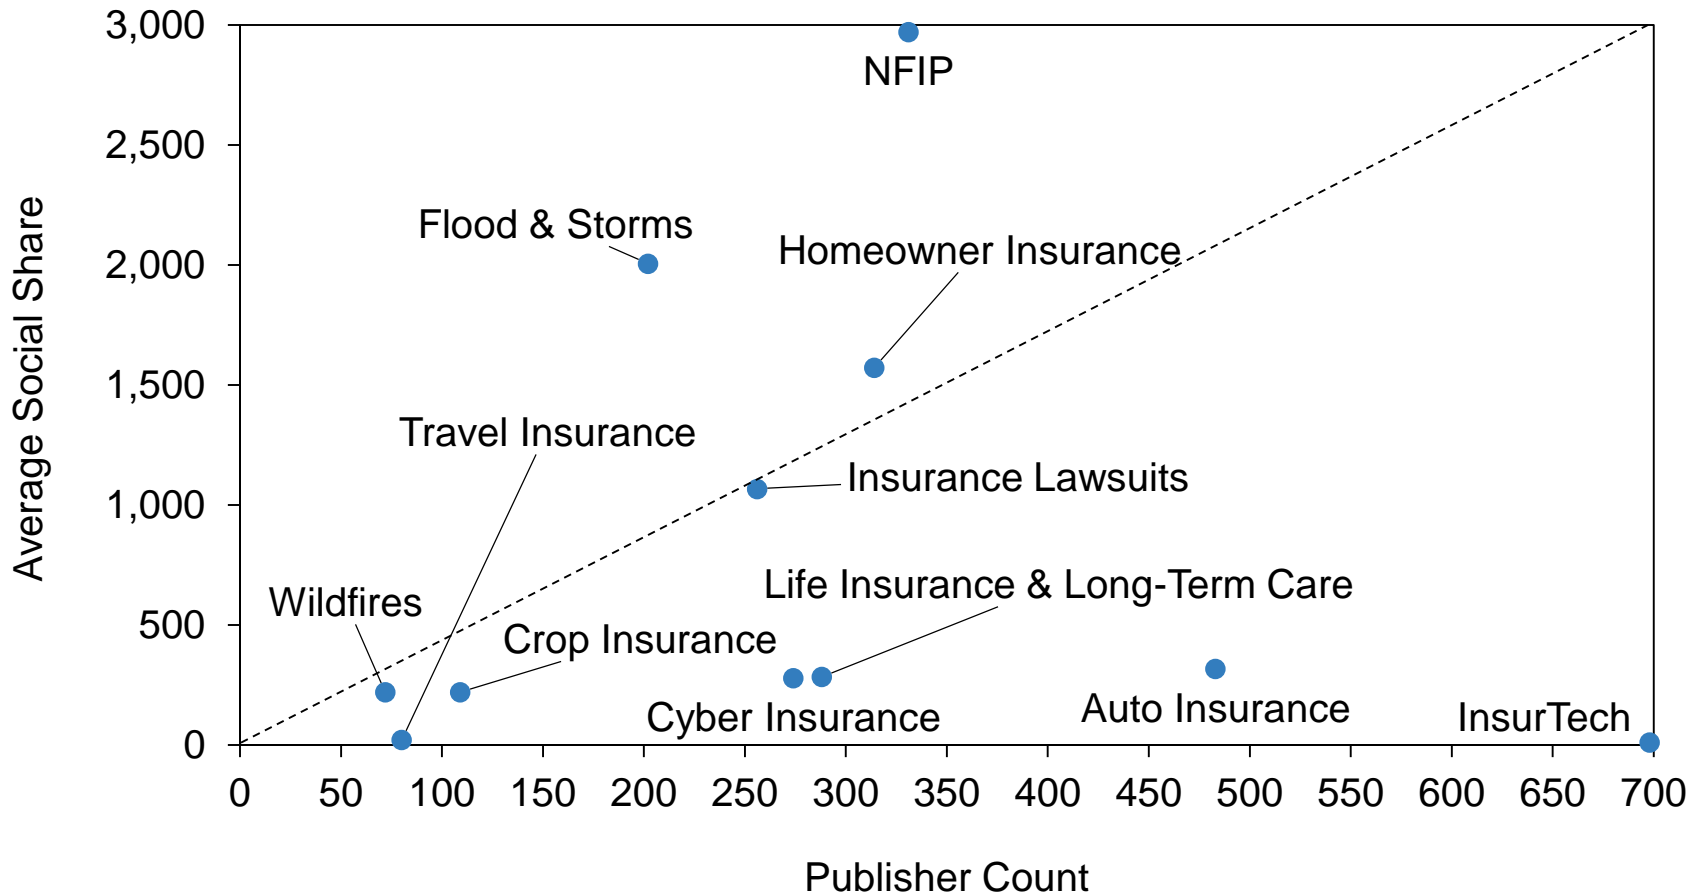 3,000
NFIP
2,500
Flood & Storms
Homeowner Insurance
2,000
Average Social Share
1,500
Travel Insurance
Insurance Lawsuits
1,000
Life Insurance & Long-Term Care
Wildfires
500
Crop Insurance
Cyber Insurance
Auto Insurance
InsurTech
0
0 50 100 150 200 250 300 350 400 450 500 550 600 650 700
Publisher Count